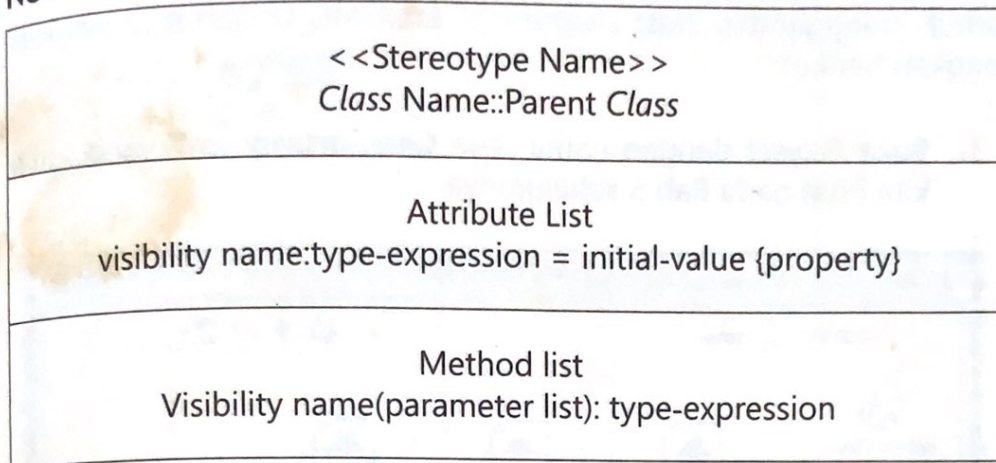 <<Stereotype Name>>
Class Name::Parent Class
Attribute List
visibility name:type-expression = initial-value {property}
Method list
Visibility name(parameter list): type-expression